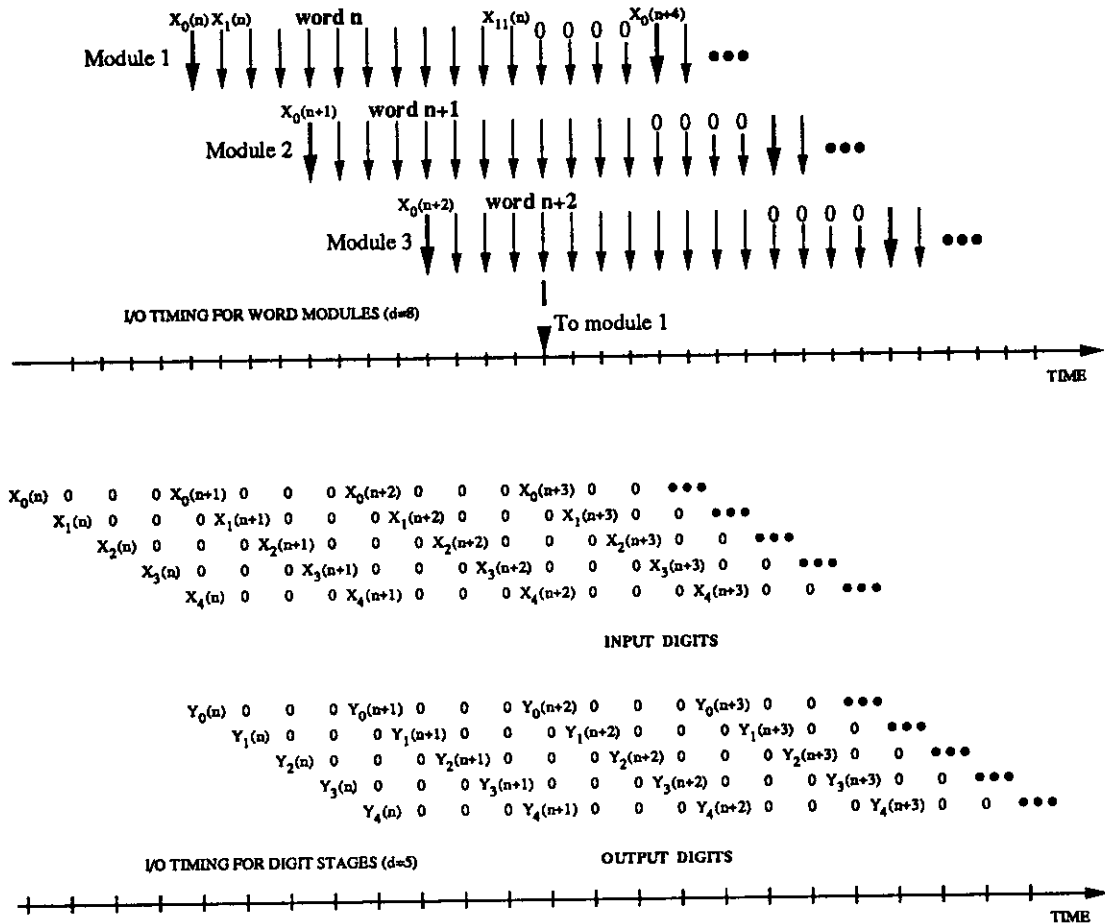 X0(n) X1(n) word n X11(n) 0 0 0 0 X0(n+4)
Module 1 •••
X0(n+1) word n+1 0 0 0 0
Module 2 •••
X0(n+2) word n+2 0 0 0 0
Module 3 •••
I/O TIMING FOR WORD MODULES (d=8)
To module 1
TIME
X0(n) 0 0 0 X0(n+1) 0 0 0 X0(n+2) 0 0 0 X0(n+3) 0 0 •••
X1(n) 0 0 0 X1(n+1) 0 0 0 X1(n+2) 0 0 0 X1(n+3) 0 0 •••
X2(n) 0 0 0 X2(n+1) 0 0 0 X2(n+2) 0 0 0 X2(n+3) 0 0 •••
X3(n) 0 0 0 X3(n+1) 0 0 0 X3(n+2) 0 0 0 X3(n+3) 0 0 •••
X4(n) 0 0 0 X4(n+1) 0 0 0 X4(n+2) 0 0 0 X4(n+3) 0 0 •••
INPUT DIGITS
Y0(n) 0 0 0 Y0(n+1) 0 0 0 Y0(n+2) 0 0 0 Y0(n+3) 0 0 •••
Y1(n) 0 0 0 Y1(n+1) 0 0 0 Y1(n+2) 0 0 0 Y1(n+3) 0 0 •••
Y2(n) 0 0 0 Y2(n+1) 0 0 0 Y2(n+2) 0 0 0 Y2(n+3) 0 0 •••
Y3(n) 0 0 0 Y3(n+1) 0 0 0 Y3(n+2) 0 0 0 Y3(n+3) 0 0 •••
Y4(n) 0 0 0 Y4(n+1) 0 0 0 Y4(n+2) 0 0 0 Y4(n+3) 0 0 •••
I/O TIMING FOR DIGIT STAGES (d=5)
OUTPUT DIGITS
TIME